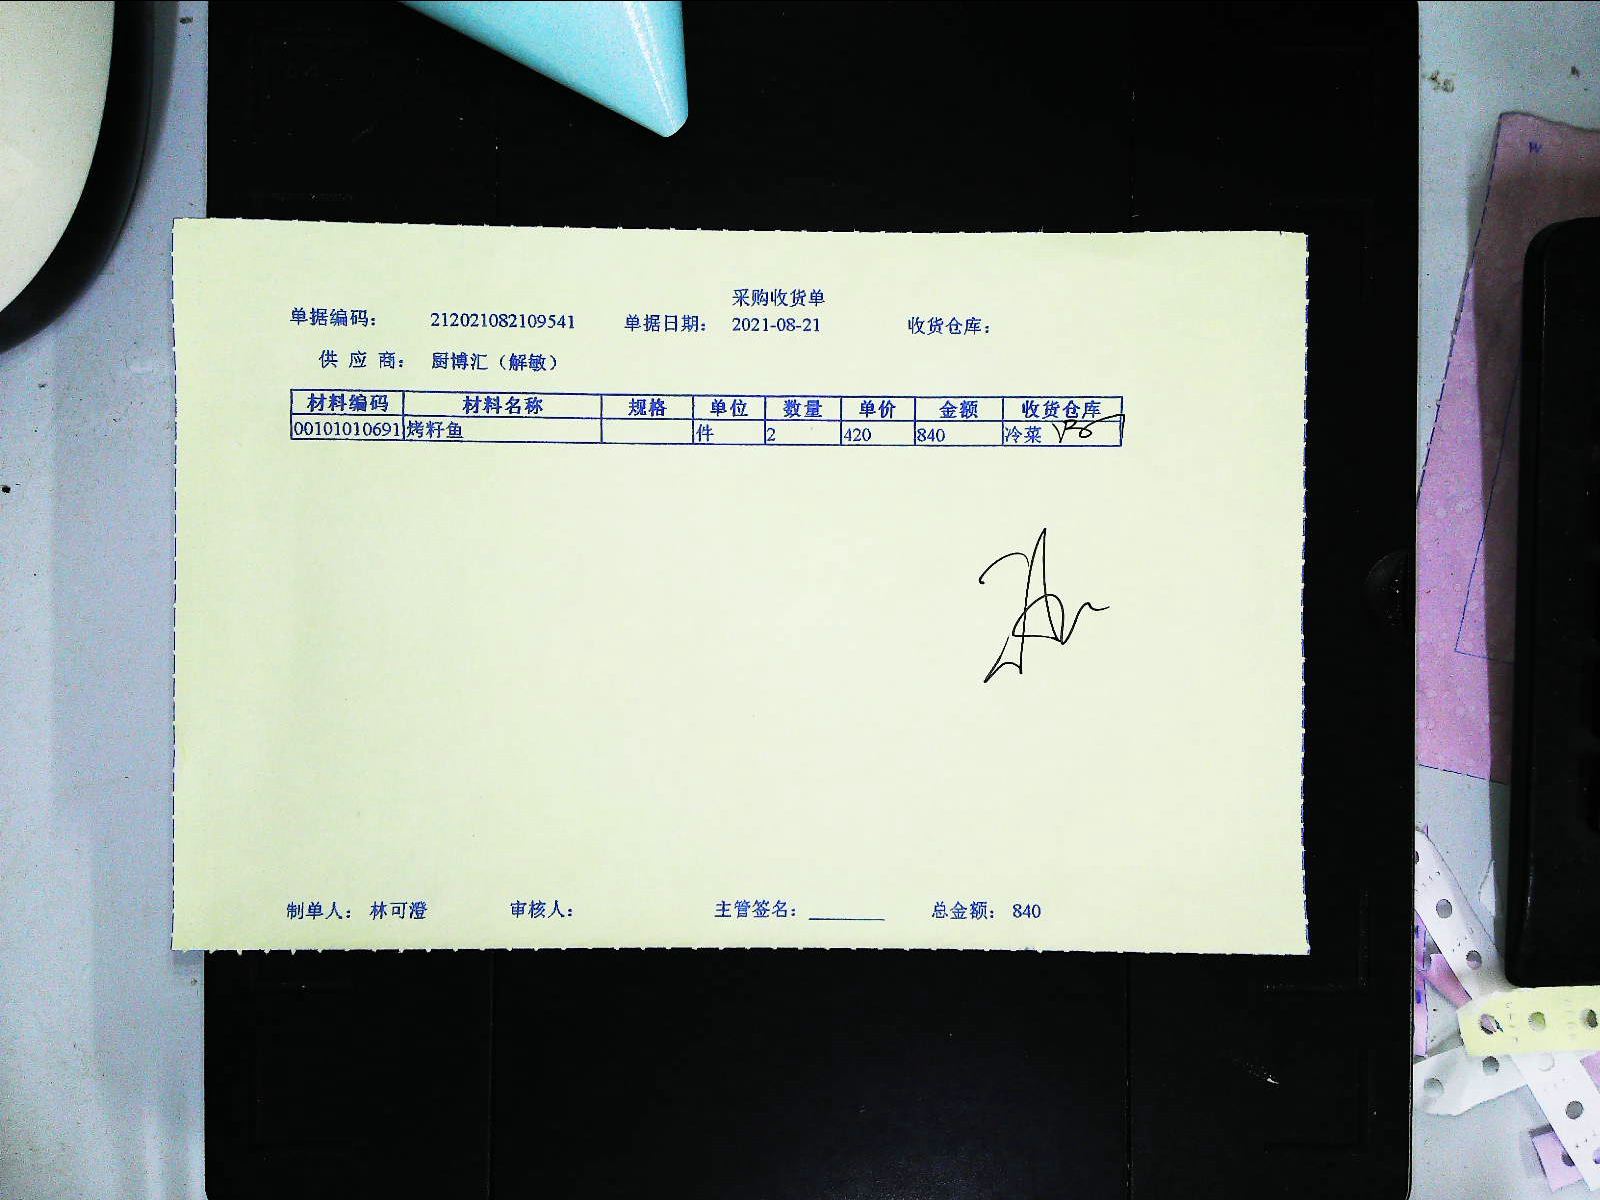 采购收货单
单据编码： 212021082109541 单据日期： 2021-08-21 收货仓库：
供 应 商： 厨博汇（解敏）
材料编码 材料名称 规格 单位 数量 单价 金额 收货仓库
00101010691 烤籽鱼 件 2 420 840 冷菜
制单人： 林可澄 审核人： 主管签名：________ 总金额： 840